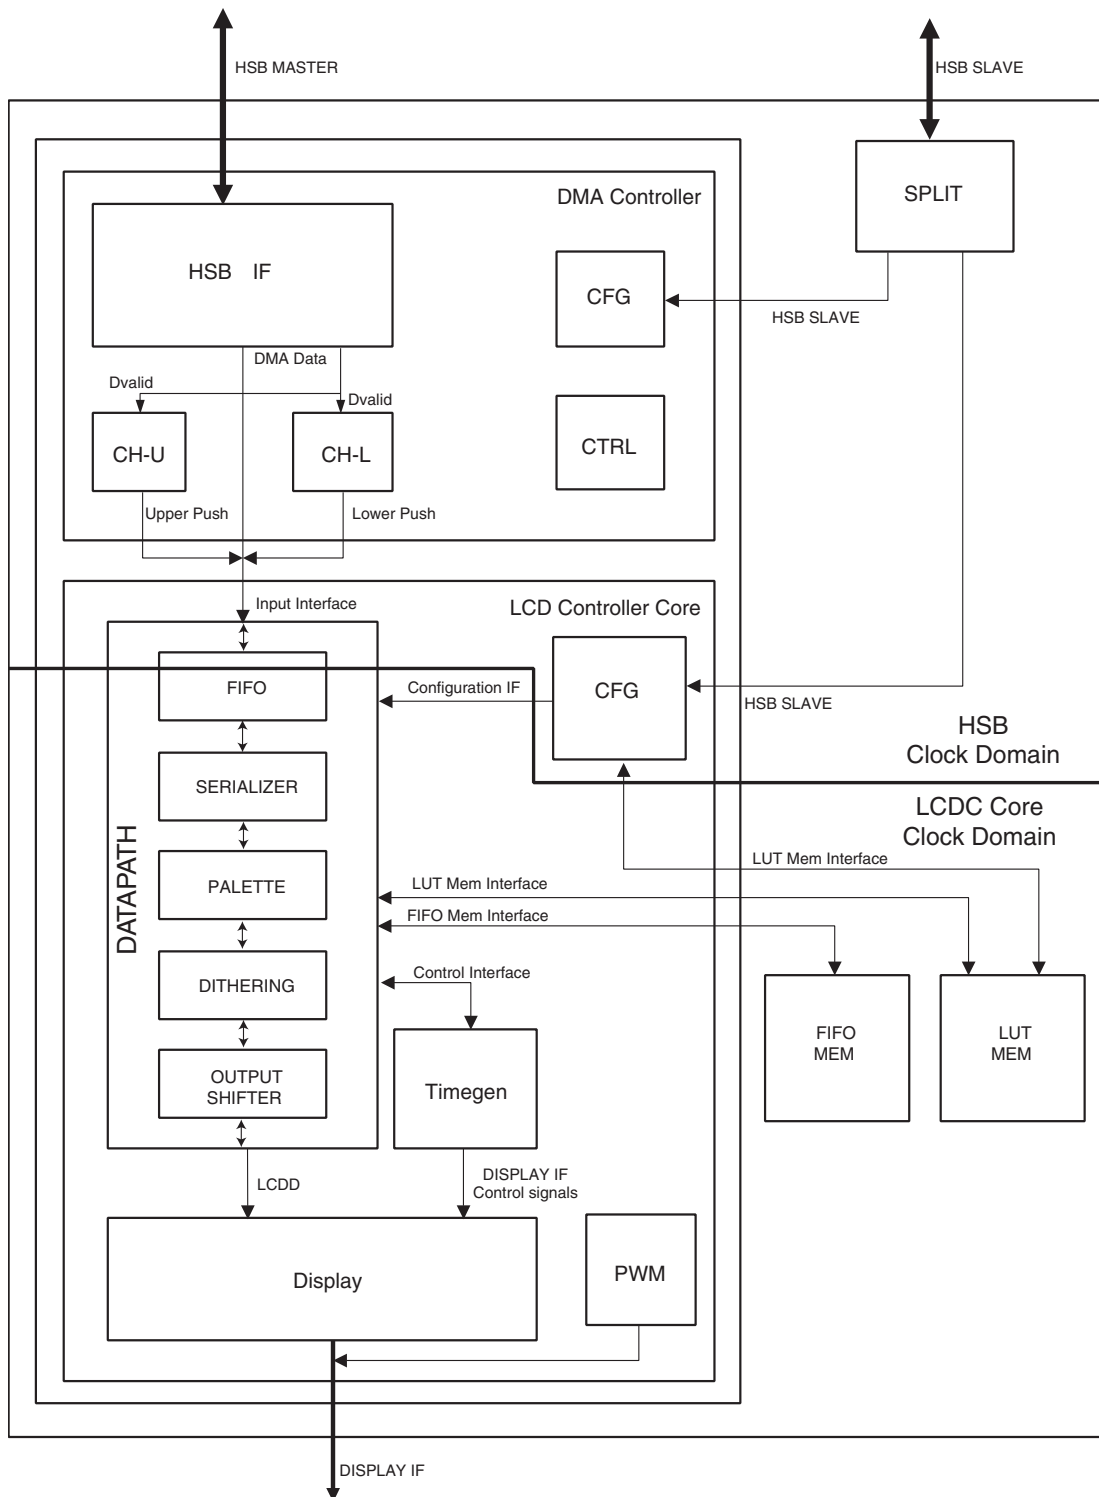 HSB MASTER
HSB SLAVE
DMA Controller
SPLIT
HSB IF
CFG
HSB SLAVE
DMA Data
Dvalid
Dvalid
CH-U
CH-L
CTRL
Upper Push
Lower Push
Input Interface
LCD Controller Core
FIFO
Configuration IF
CFG
HSB SLAVE
HSB
Clock Domain
SERIALIZER
LCDC Core
Clock Domain
DATAPATH
LUT Mem Interface
PALETTE
LUT Mem Interface
FIFO Mem Interface
DITHERING
Control Interface
FIFO
MEM
LUT
MEM
OUTPUT
SHIFTER
Timegen
LCDD
DISPLAY IF
Control signals
Display
PWM
DISPLAY IF